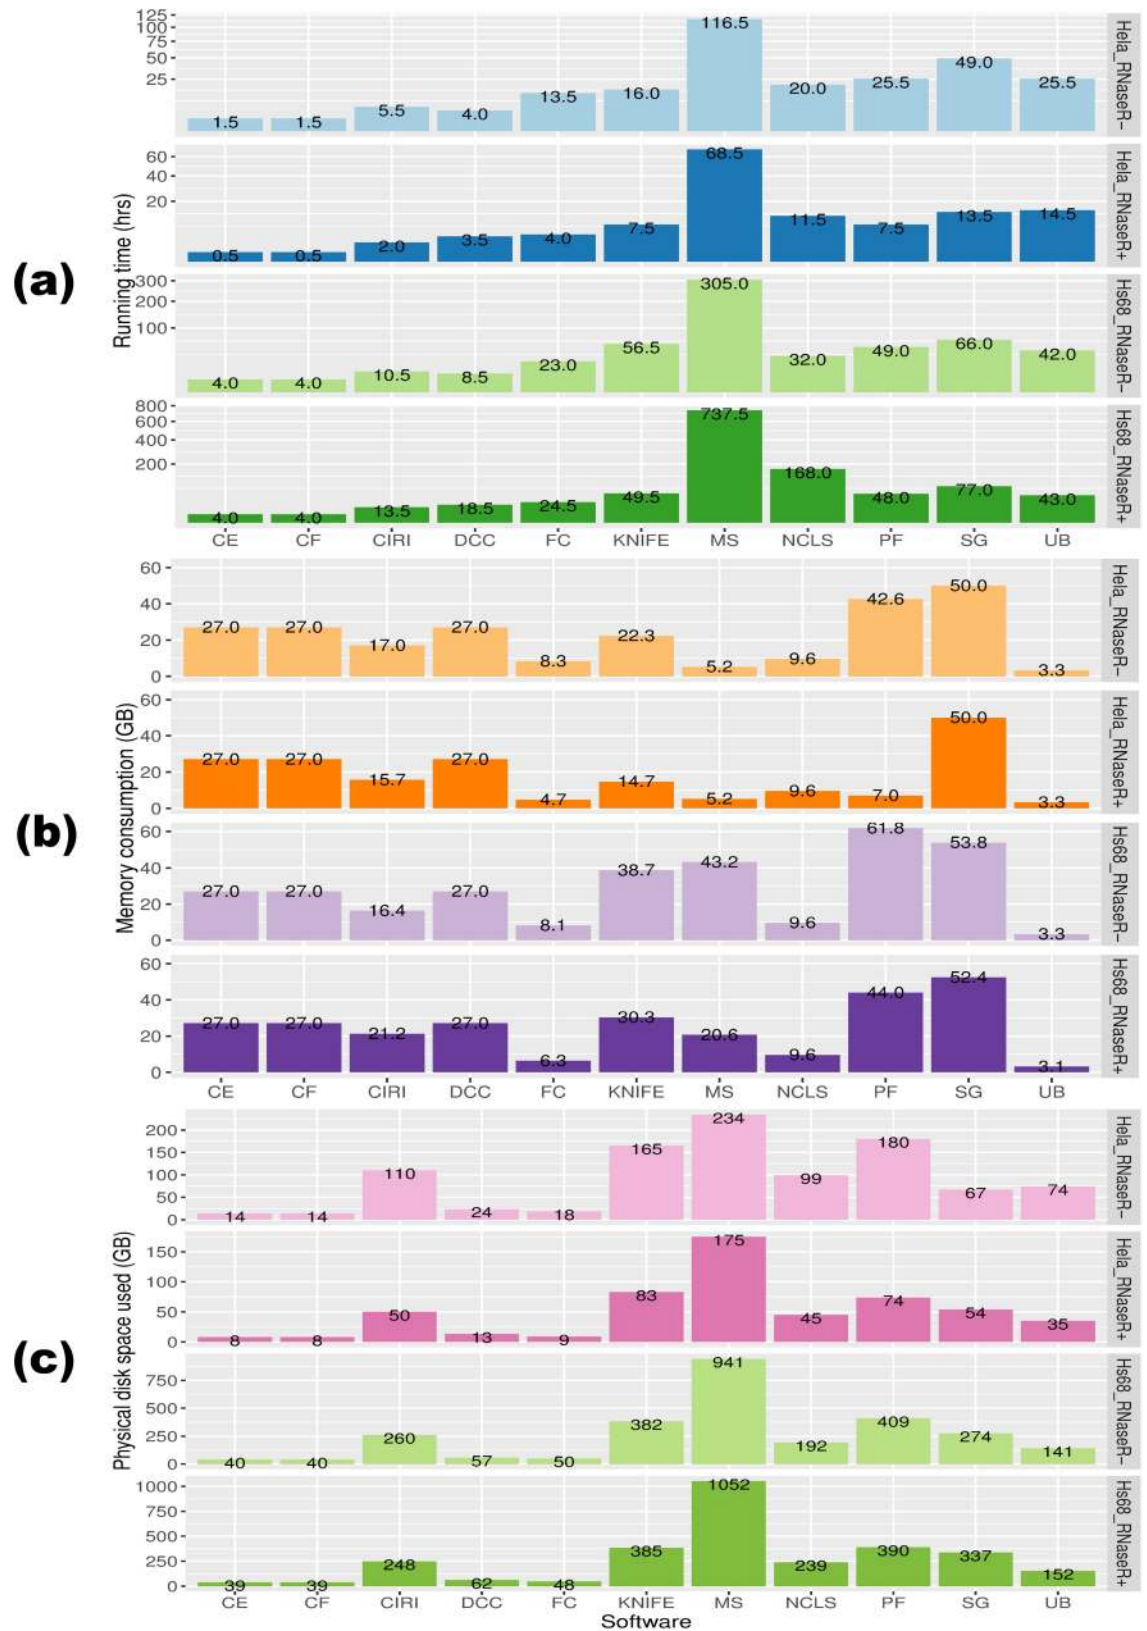 (a)
Running time (hrs)
125
100
75
50
25
1.5 1.5 5.5 4.0 13.5 16.0 116.5 20.0 25.5 49.0 25.5
Hela_RNaseR−
60
40
20
0.5 0.5 2.0 3.5 4.0 7.5 68.5 11.5 7.5 13.5 14.5
Hela_RNaseR+
300
200
100
4.0 4.0 10.5 8.5 23.0 56.5 305.0 32.0 49.0 66.0 42.0
Hs68_RNaseR−
800
600
400
200
4.0 4.0 13.5 18.5 24.5 49.5 737.5 168.0 48.0 77.0 43.0
Hs68_RNaseR+
CE CF CIRI DCC FC KNIFE MS NCLS PF SG UB
(b)
Memory consumption (GB)
60
40
20
0
27.0 27.0 17.0 27.0 8.3 22.3 5.2 9.6 42.6 50.0 3.3
Hela_RNaseR−
60
40
20
0
27.0 27.0 15.7 27.0 4.7 14.7 5.2 9.6 7.0 50.0 3.3
Hela_RNaseR+
60
40
20
0
27.0 27.0 16.4 27.0 8.1 38.7 43.2 9.6 61.8 53.8 3.3
Hs68_RNaseR−
60
40
20
0
27.0 27.0 21.2 27.0 6.3 30.3 20.6 9.6 44.0 52.4 3.1
Hs68_RNaseR+
CE CF CIRI DCC FC KNIFE MS NCLS PF SG UB
(c)
Physical disk space used (GB)
200
150
100
50
0
14 14 110 24 18 165 234 99 180 67 74
Hela_RNaseR−
150
100
50
0
8 8 50 13 9 83 175 45 74 54 35
Hela_RNaseR+
750
500
250
0
40 40 260 57 50 382 941 192 409 274 141
Hs68_RNaseR−
1000
750
500
250
0
39 39 248 62 48 385 1052 239 390 337 152
Hs68_RNaseR+
CE CF CIRI DCC FC KNIFE MS NCLS PF SG UB
Software